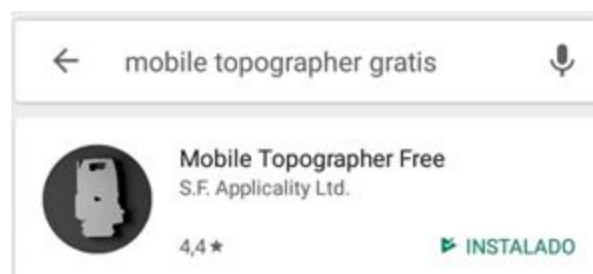 mobile topographer gratis
Mobile Topographer Free
S.F. Applicality Ltd.
4,4 ★
INSTALADO